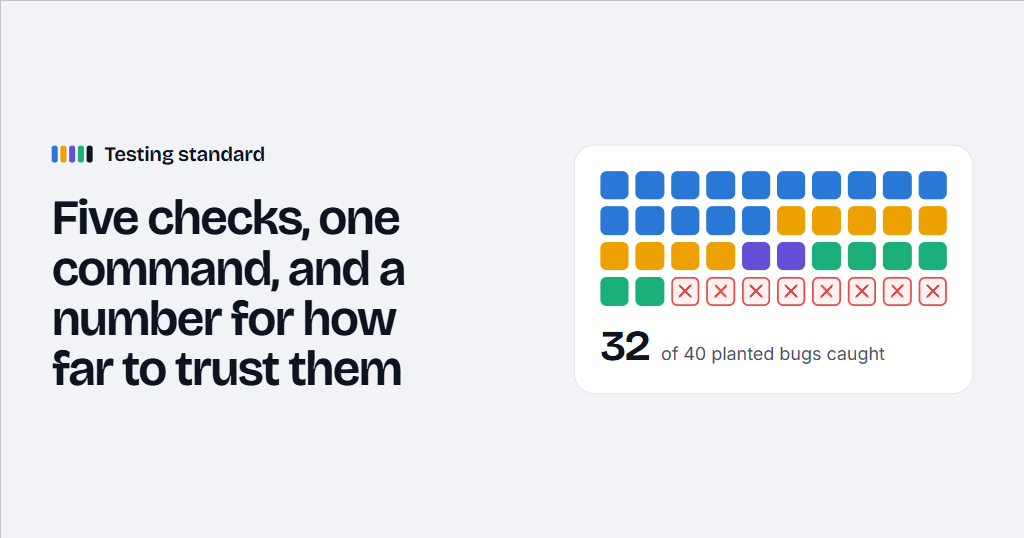 Testing standard
Five checks, one
command, and a
number for how
far to trust them
32 of 40 planted bugs caught